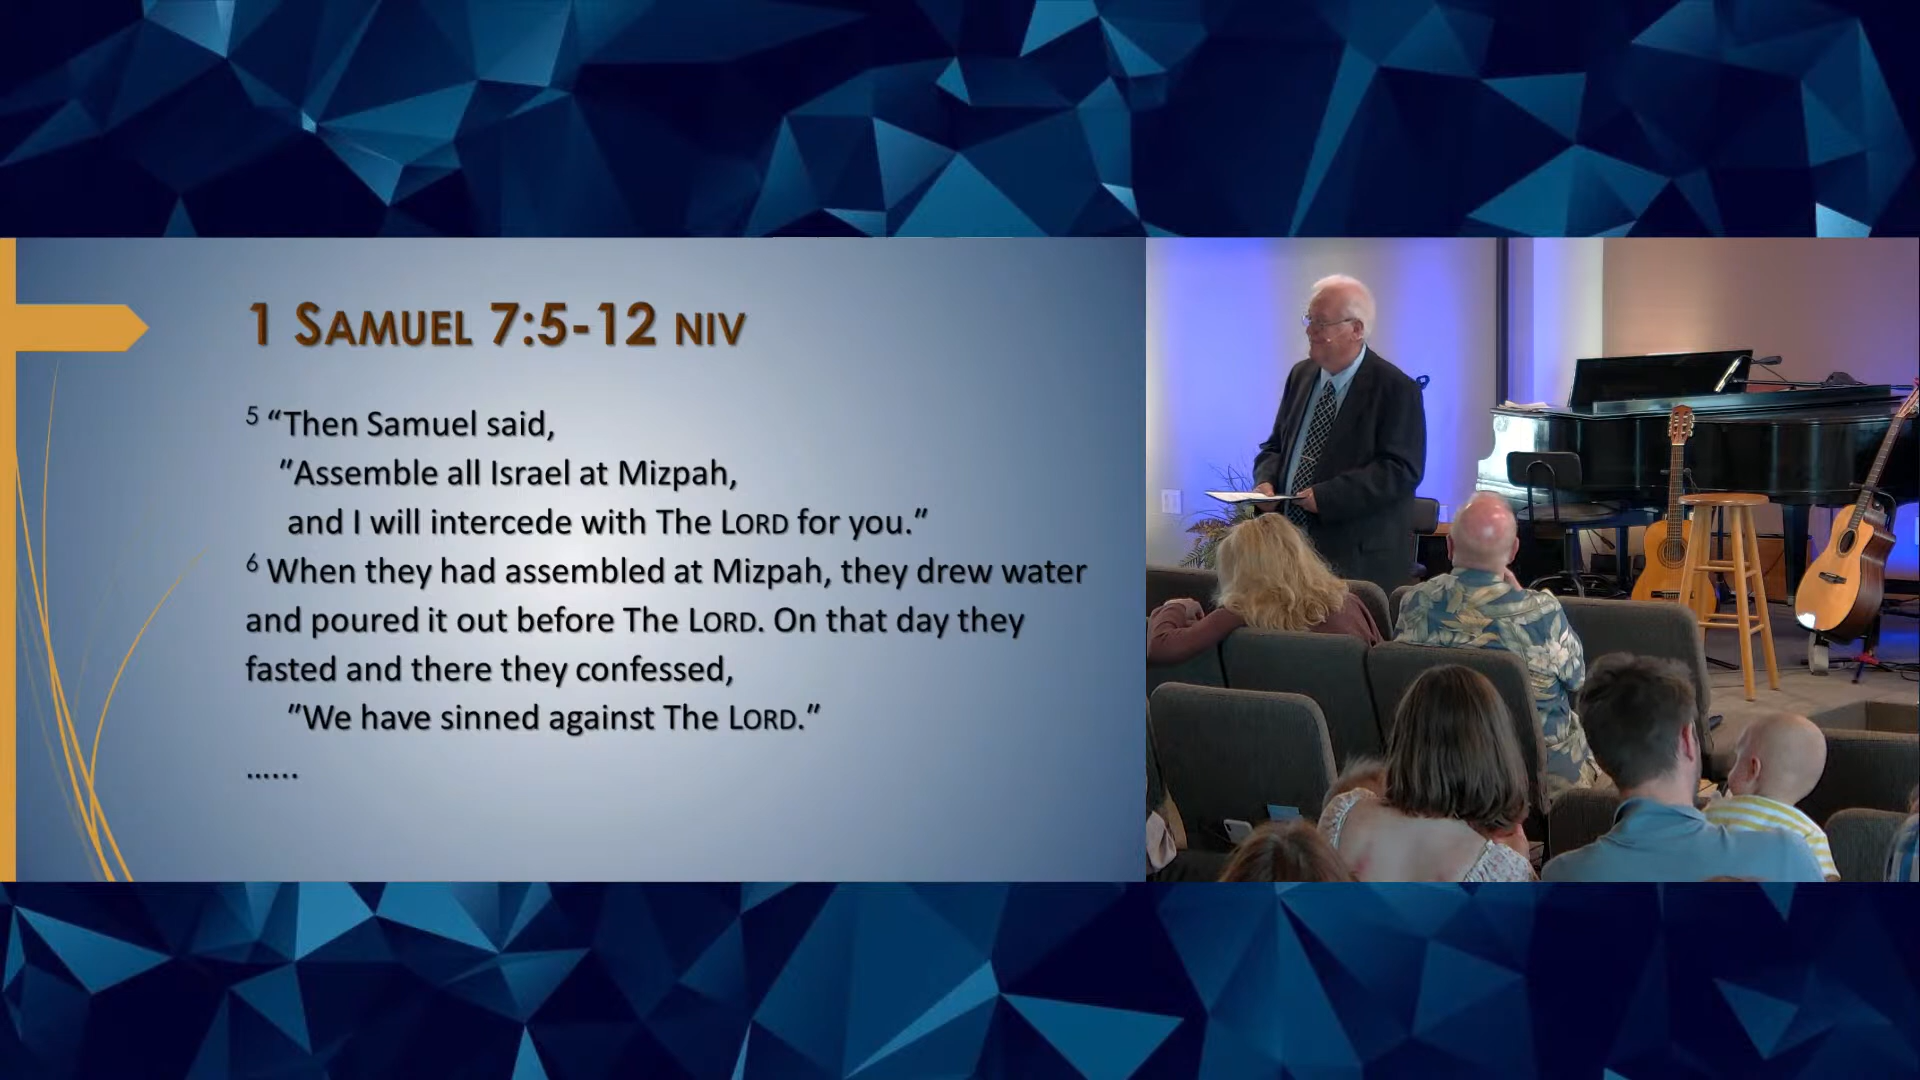 1 SAMUEL 7:5-12 NIV
5 “Then Samuel said,
“Assemble all Israel at Mizpah,
and I will intercede with The LORD for you.”
6 When they had assembled at Mizpah, they drew water
and poured it out before The LORD. On that day they
fasted and there they confessed,
“We have sinned against The LORD.”
......